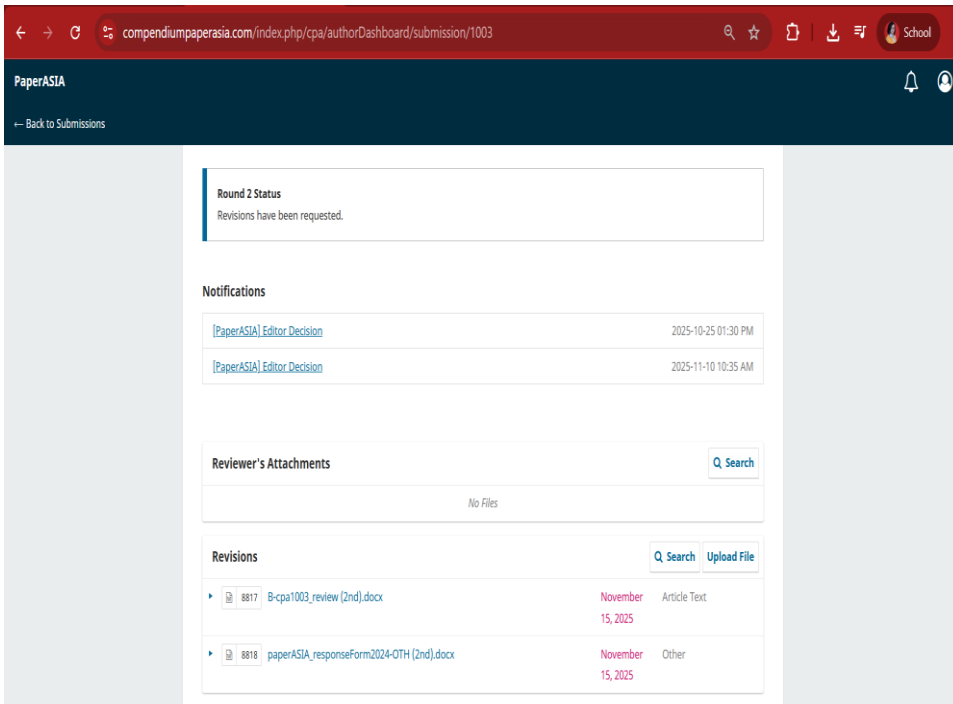 compendiumpaperasia.com/index.php/cpa/authorDashboard/submission/1003
School
PaperASIA
← Back to Submissions
Round 2 Status
Revisions have been requested.
Notifications
[PaperASIA] Editor Decision 2025-10-25 01:30 PM
[PaperASIA] Editor Decision 2025-11-10 10:35 AM
Reviewer's Attachments Search
No Files
Revisions Search Upload File
8817 B-cpa1003_review (2nd).docx November Article Text
15, 2025
8818 paperASIA_responseForm2024-OTH (2nd).docx November Other
15, 2025